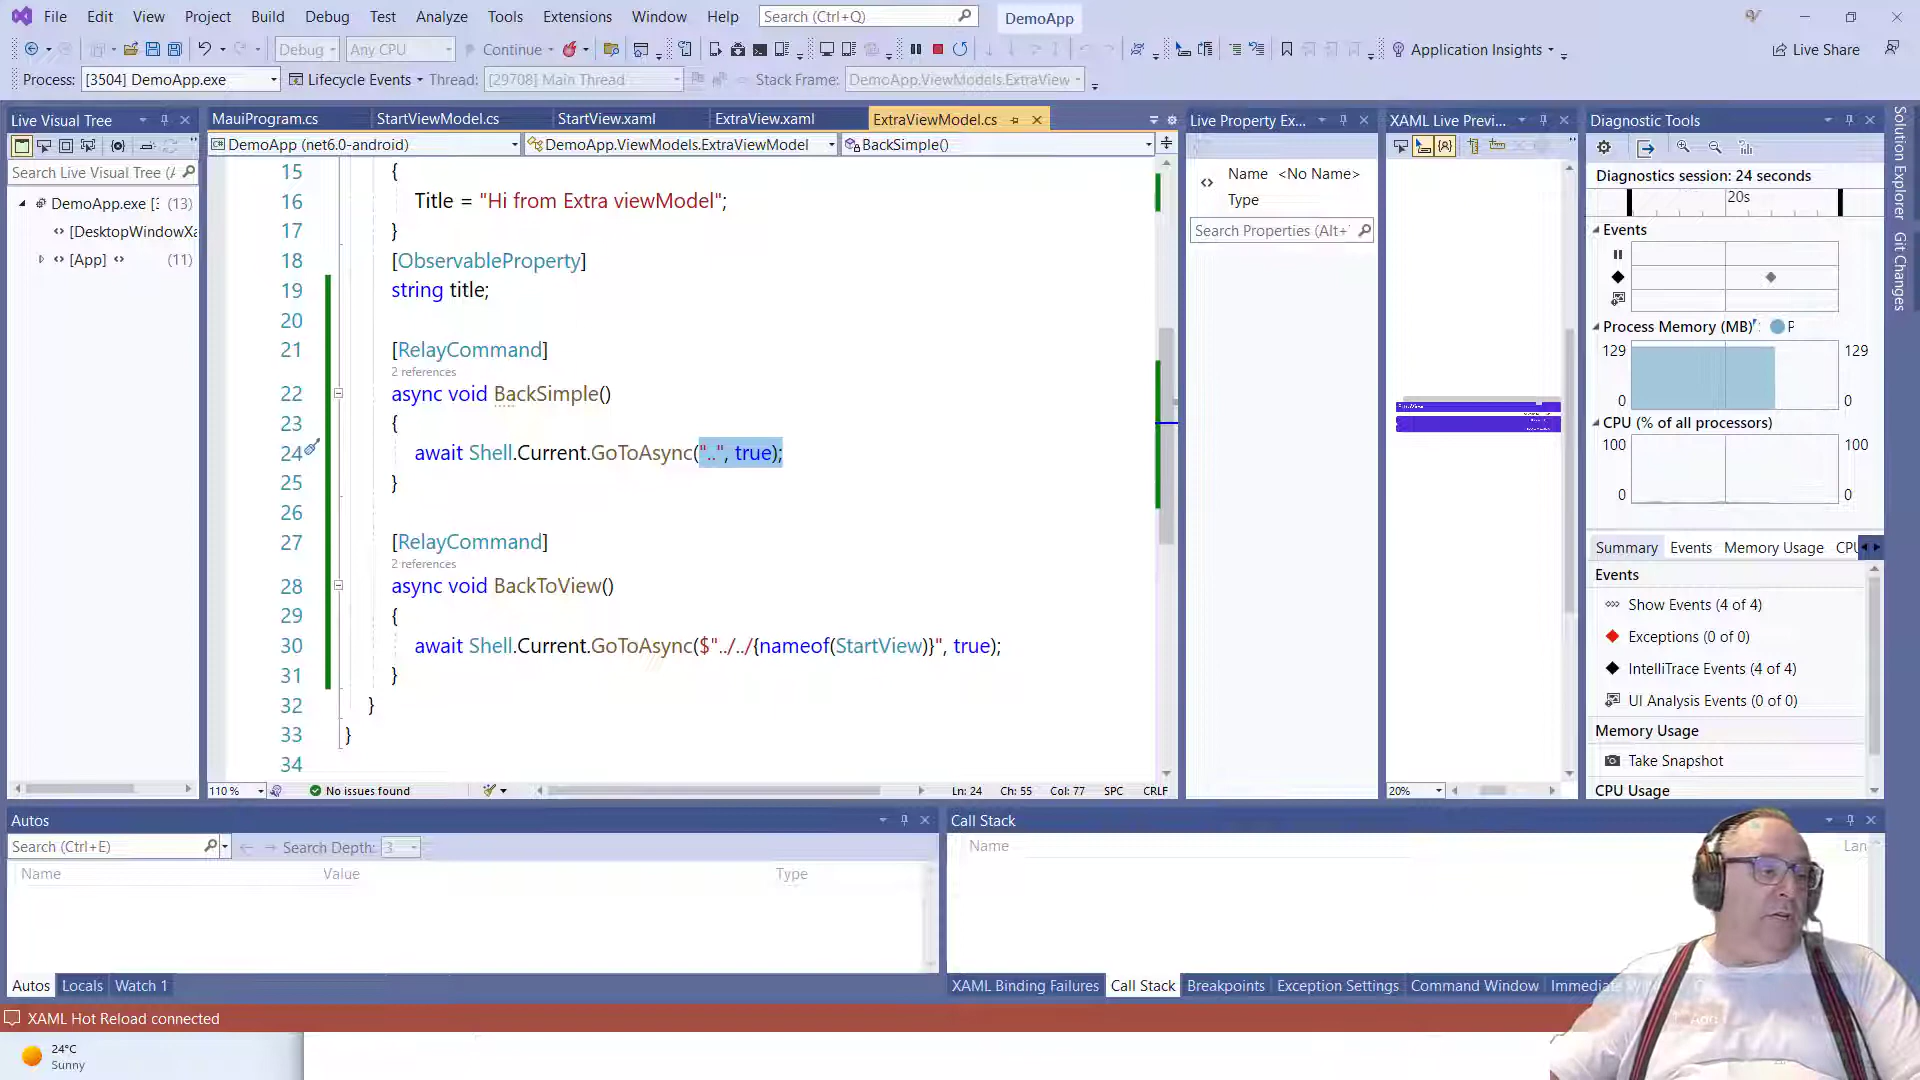 File Edit View Project Build Debug Test Analyze Tools Extensions Window Help Search (Ctrl+Q) DemoApp
Debug Any CPU Continue Application Insights Live Share
Process: [3504] DemoApp.exe Lifecycle Events Thread: [29708] Main Thread Stack Frame: DemoApp.ViewModels.ExtraView
Live Visual Tree
Search Live Visual Tree (A
DemoApp.exe [3 (13)
[DesktopWindowXa
[App] (11)
MauiProgram.cs StartViewModel.cs StartView.xaml ExtraView.xaml ExtraViewModel.cs
DemoApp (net6.0-android) DemoApp.ViewModels.ExtraViewModel BackSimple()
15 {
16 Title = "Hi from Extra viewModel";
17 }
18 [ObservableProperty]
19 string title;
20
21 [RelayCommand]
2 references
22 async void BackSimple()
23 {
24 await Shell.Current.GoToAsync("..", true);
25 }
26
27 [RelayCommand]
2 references
28 async void BackToView()
29 {
30 await Shell.Current.GoToAsync($"../../{nameof(StartView)}", true);
31 }
32 }
33 }
34
110 % No issues found Ln: 24 Ch: 55 Col: 77 SPC CRLF
Live Property Ex...
Name <No Name>
Type
Search Properties (Alt+
XAML Live Previ...
20%
Diagnostic Tools
Diagnostics session: 24 seconds
20s
Events
Process Memory (MB) P
129 129
0 0
CPU (% of all processors)
100 100
0 0
Summary Events Memory Usage CPU
Events
Show Events (4 of 4)
Exceptions (0 of 0)
IntelliTrace Events (4 of 4)
UI Analysis Events (0 of 0)
Memory Usage
Take Snapshot
CPU Usage
Solution Explorer
Git Changes
Autos
Search (Ctrl+E) Search Depth: 3
Name Value Type
Autos Locals Watch 1
Call Stack
Name Lan
XAML Binding Failures Call Stack Breakpoints Exception Settings Command Window Immediate
XAML Hot Reload connected
24°C
Sunny